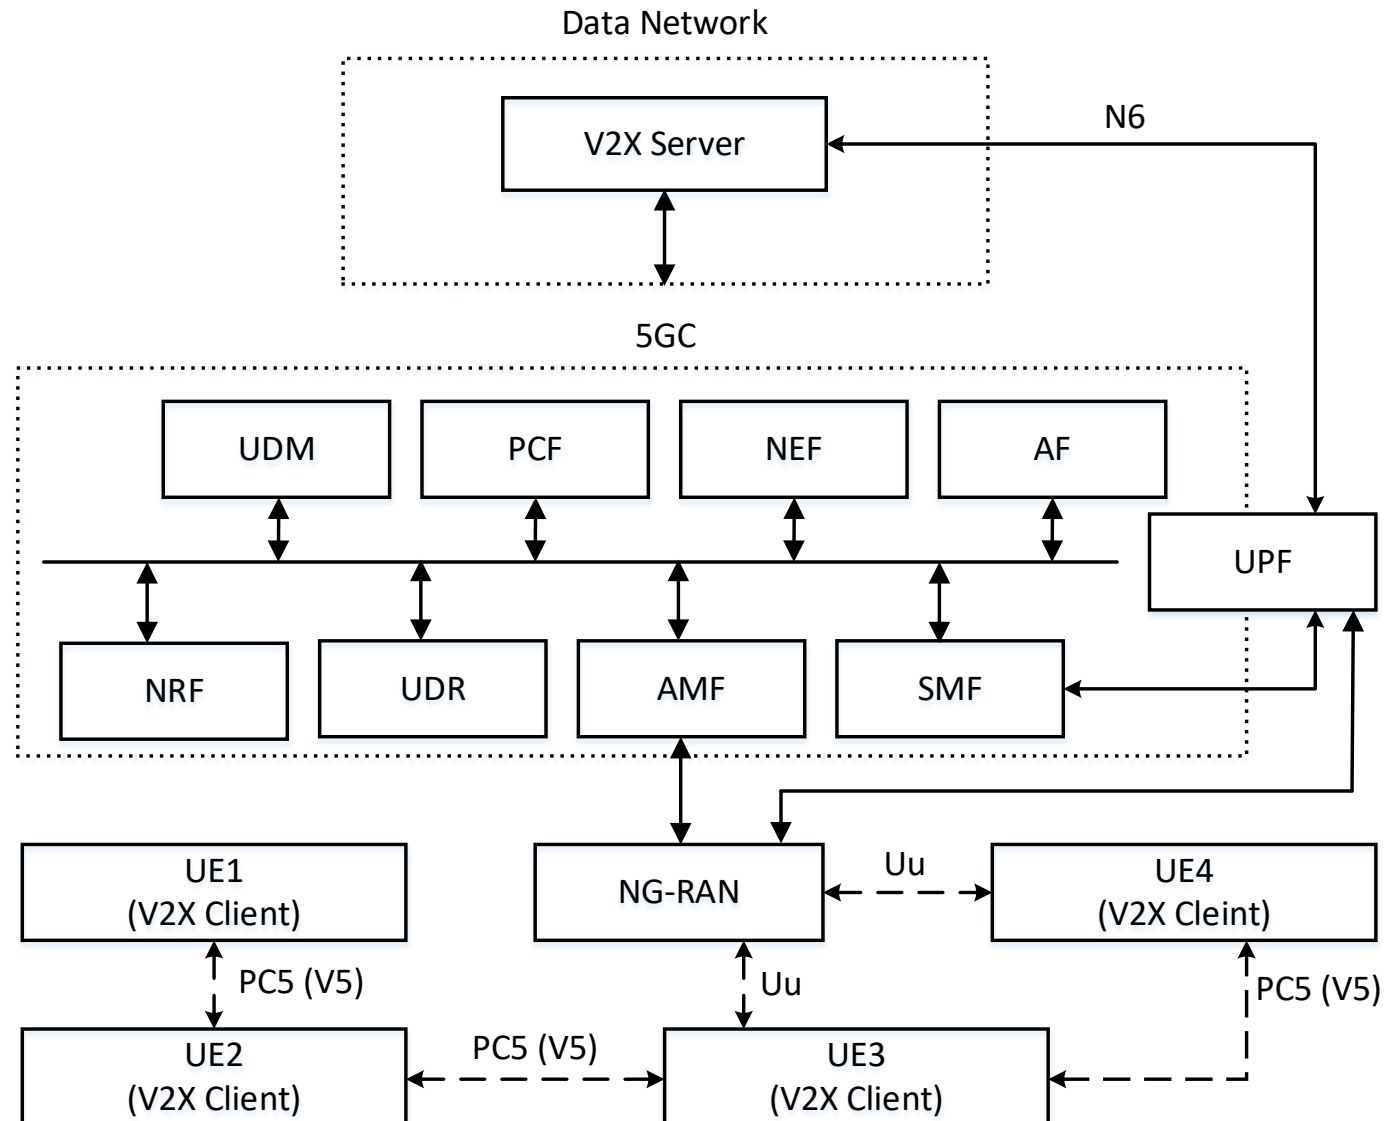 Data Network
V2X Server
N6
5GC
UDM
PCF
NEF
AF
UPF
NRF
UDR
AMF
SMF
UE1
(V2X Client)
NG-RAN
Uu
UE4
(V2X Cleint)
PC5 (V5)
Uu
PC5 (V5)
UE2
(V2X Client)
PC5 (V5)
UE3
(V2X Client)